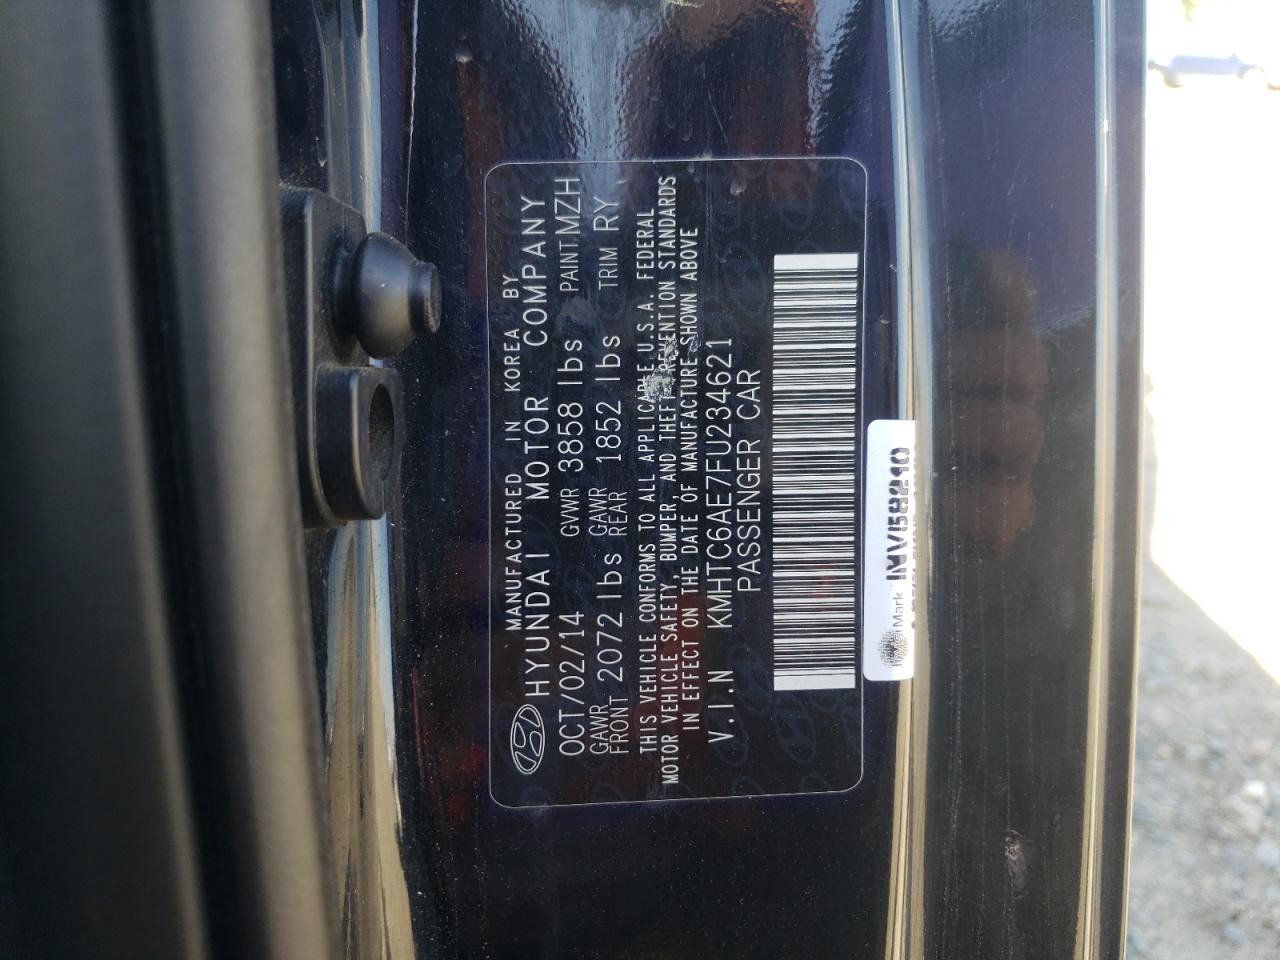 MANUFACTURED IN KOREA BY
HYUNDAI MOTOR COMPANY
OCT/02/14 GVWR 3858 lbs PAINT MZH
GAWR FRONT 2072 lbs GAWR REAR 1852 lbs TRIM RY
THIS VEHICLE CONFORMS TO ALL APPLICABLE U.S.A. FEDERAL
MOTOR VEHICLE SAFETY, BUMPER, AND THEFT PREVENTION STANDARDS
IN EFFECT ON THE DATE OF MANUFACTURE SHOWN ABOVE
V.I.N KMHTC6AE7FU234621
PASSENGER CAR
Mark